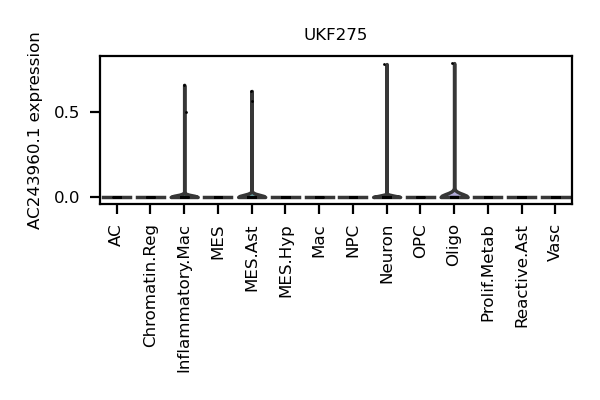 UKF275
AC243960.1 expression
0.5
0.0
AC
Chromatin.Reg
Inflammatory.Mac
MES
MES.Ast
MES.Hyp
Mac
NPC
Neuron
OPC
Oligo
Prolif.Metab
Reactive.Ast
Vasc